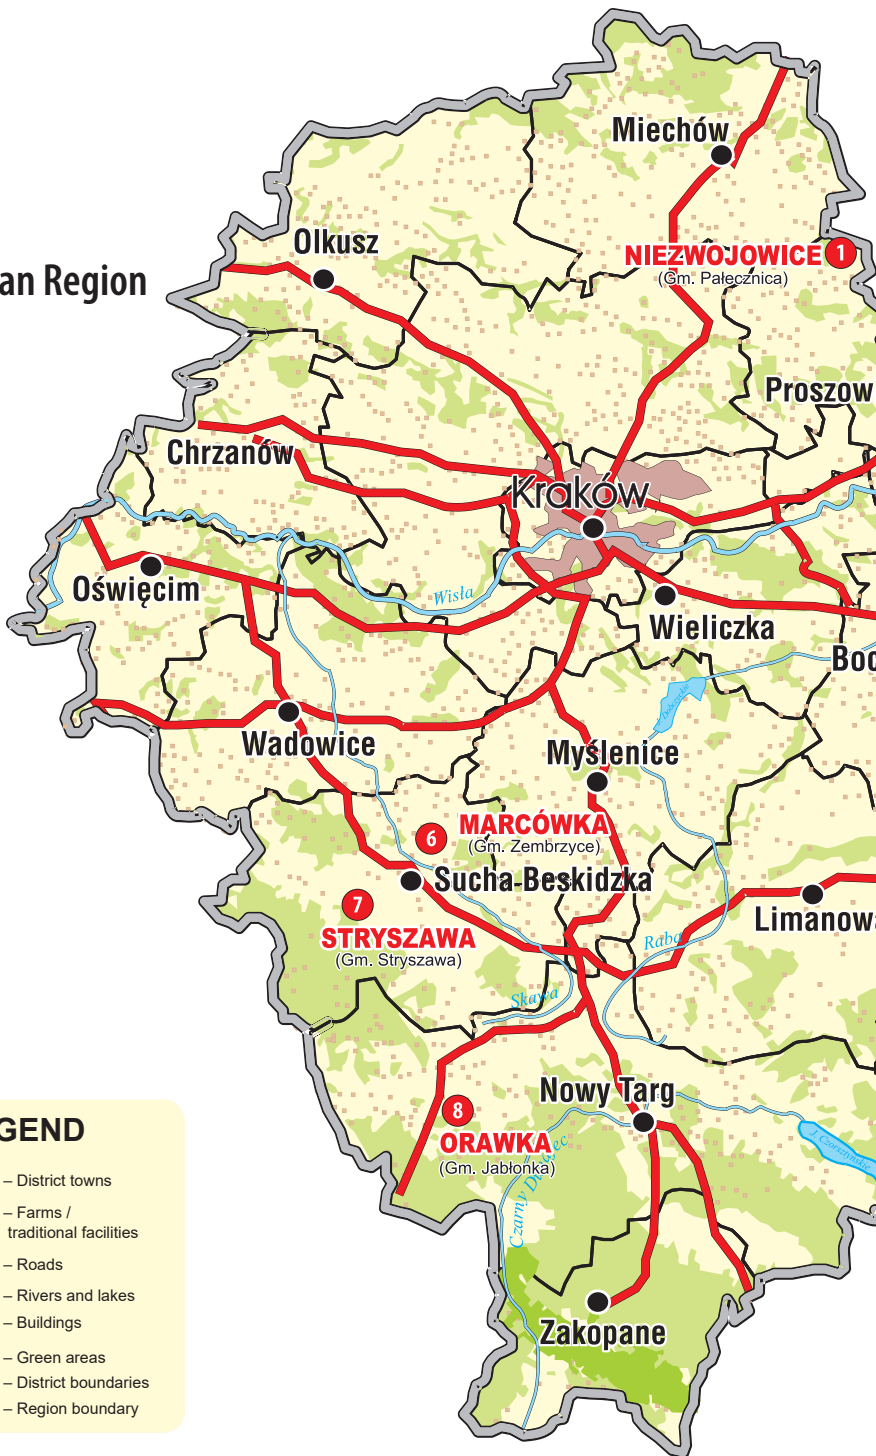 Miechów
Olkusz
NIEZWOJOWICE 1
(Gm. Pałecznica)
an Region
Proszow
Chrzanów
Kraków
Oświęcim
Wisła
Wieliczka
Boc
Dobczyckie
Wadowice
Myślenice
6
MARCÓWKA
(Gm. Zembrzyce)
Sucha Beskidzka
7
STRYSZAWA
(Gm. Stryszawa)
Limanowa
Raba
Skawa
Nowy Targ
8
ORAWKA
(Gm. Jabłonka)
J. Czorsztyńskie
Czarny Dunajec
Zakopane
GEND
– District towns
– Farms /
traditional facilities
– Roads
– Rivers and lakes
– Buildings
– Green areas
– District boundaries
– Region boundary